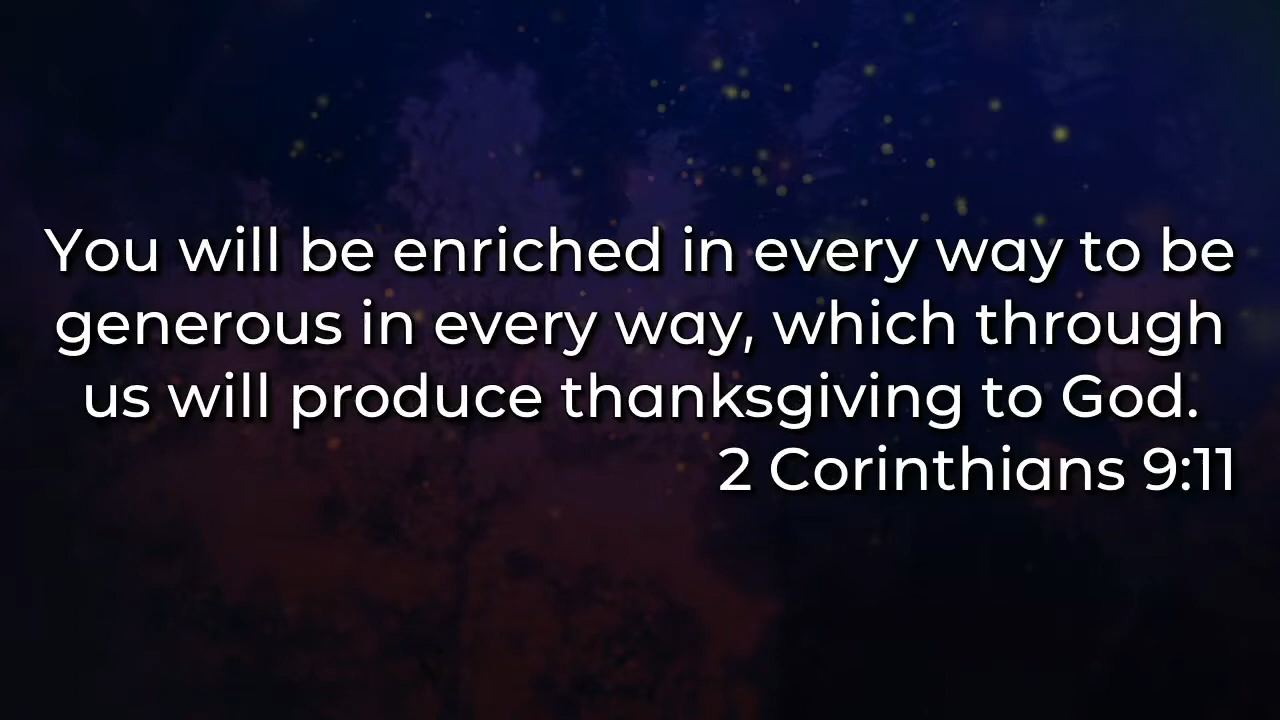 You will be enriched in every way to be
generous in every way, which through
us will produce thanksgiving to God.
2 Corinthians 9:11